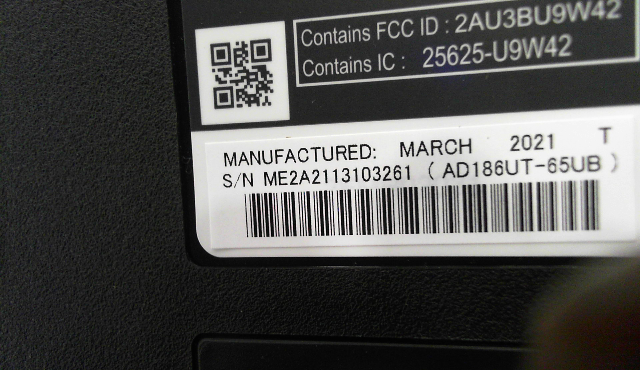 Contains FCC ID : 2AU3BU9W42
Contains IC : 25625-U9W42
MANUFACTURED: MARCH 2021 T
S/N ME2A2113103261 ( AD186UT-65UB )